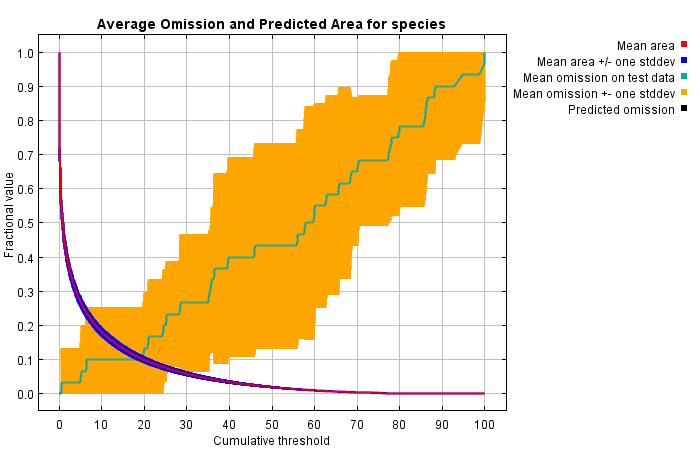 Average Omission and Predicted Area for species
Mean area
Mean area +/- one stddev
Mean omission on test data
Mean omission +- one stddev
Predicted omission
Fractional value
1.0
0.9
0.8
0.7
0.6
0.5
0.4
0.3
0.2
0.1
0.0
0 10 20 30 40 50 60 70 80 90 100
Cumulative threshold